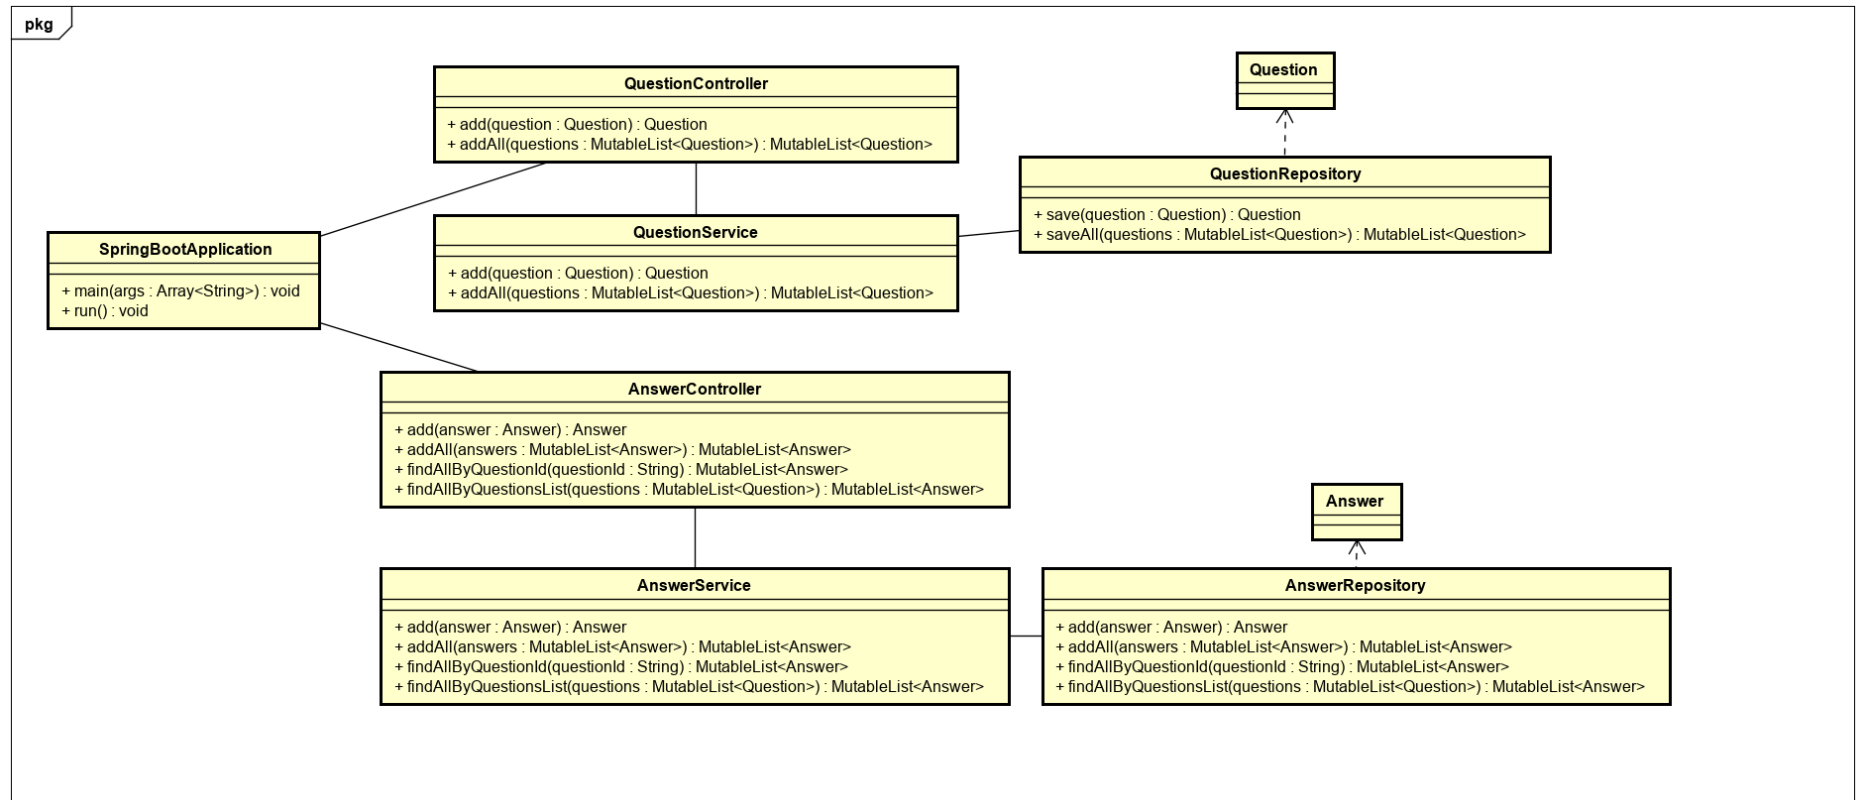 pkg
QuestionController
+ add(question : Question) : Question
+ addAll(questions : MutableList<Question>) : MutableList<Question>
Question
QuestionRepository
+ save(question : Question) : Question
+ saveAll(questions : MutableList<Question>) : MutableList<Question>
SpringBootApplication
+ main(args : Array<String>) : void
+ run() : void
QuestionService
+ add(question : Question) : Question
+ addAll(questions : MutableList<Question>) : MutableList<Question>
AnswerController
+ add(answer : Answer) : Answer
+ addAll(answers : MutableList<Answer>) : MutableList<Answer>
+ findAllByQuestionId(questionId : String) : MutableList<Answer>
+ findAllByQuestionsList(questions : MutableList<Question>) : MutableList<Answer>
Answer
AnswerService
+ add(answer : Answer) : Answer
+ addAll(answers : MutableList<Answer>) : MutableList<Answer>
+ findAllByQuestionId(questionId : String) : MutableList<Answer>
+ findAllByQuestionsList(questions : MutableList<Question>) : MutableList<Answer>
AnswerRepository
+ add(answer : Answer) : Answer
+ addAll(answers : MutableList<Answer>) : MutableList<Answer>
+ findAllByQuestionId(questionId : String) : MutableList<Answer>
+ findAllByQuestionsList(questions : MutableList<Question>) : MutableList<Answer>